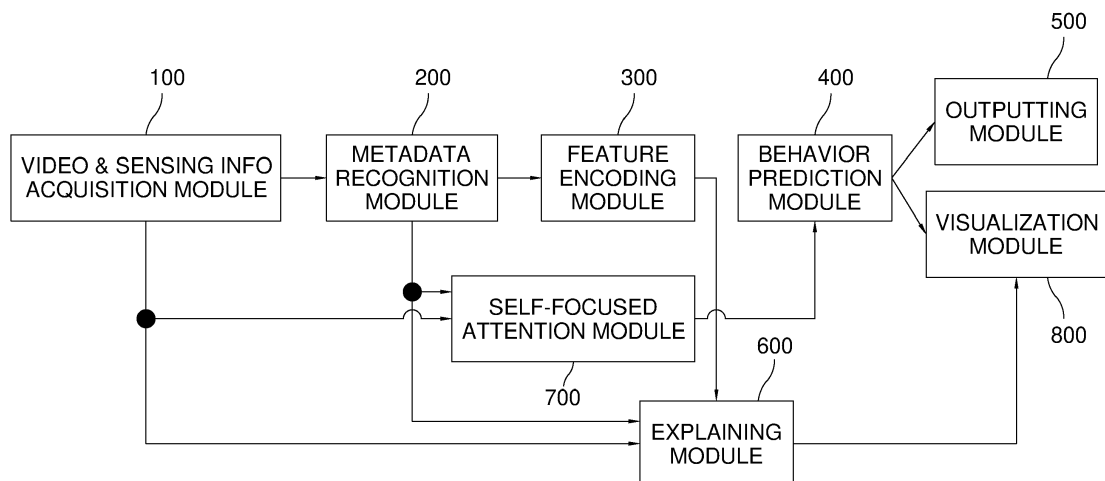 100
200
300
400
500
VIDEO & SENSING INFO
ACQUISITION MODULE
METADATA
RECOGNITION
MODULE
FEATURE
ENCODING
MODULE
BEHAVIOR
PREDICTION
MODULE
OUTPUTTING
MODULE
VISUALIZATION
MODULE
800
SELF-FOCUSED
ATTENTION MODULE
700
600
EXPLAINING
MODULE